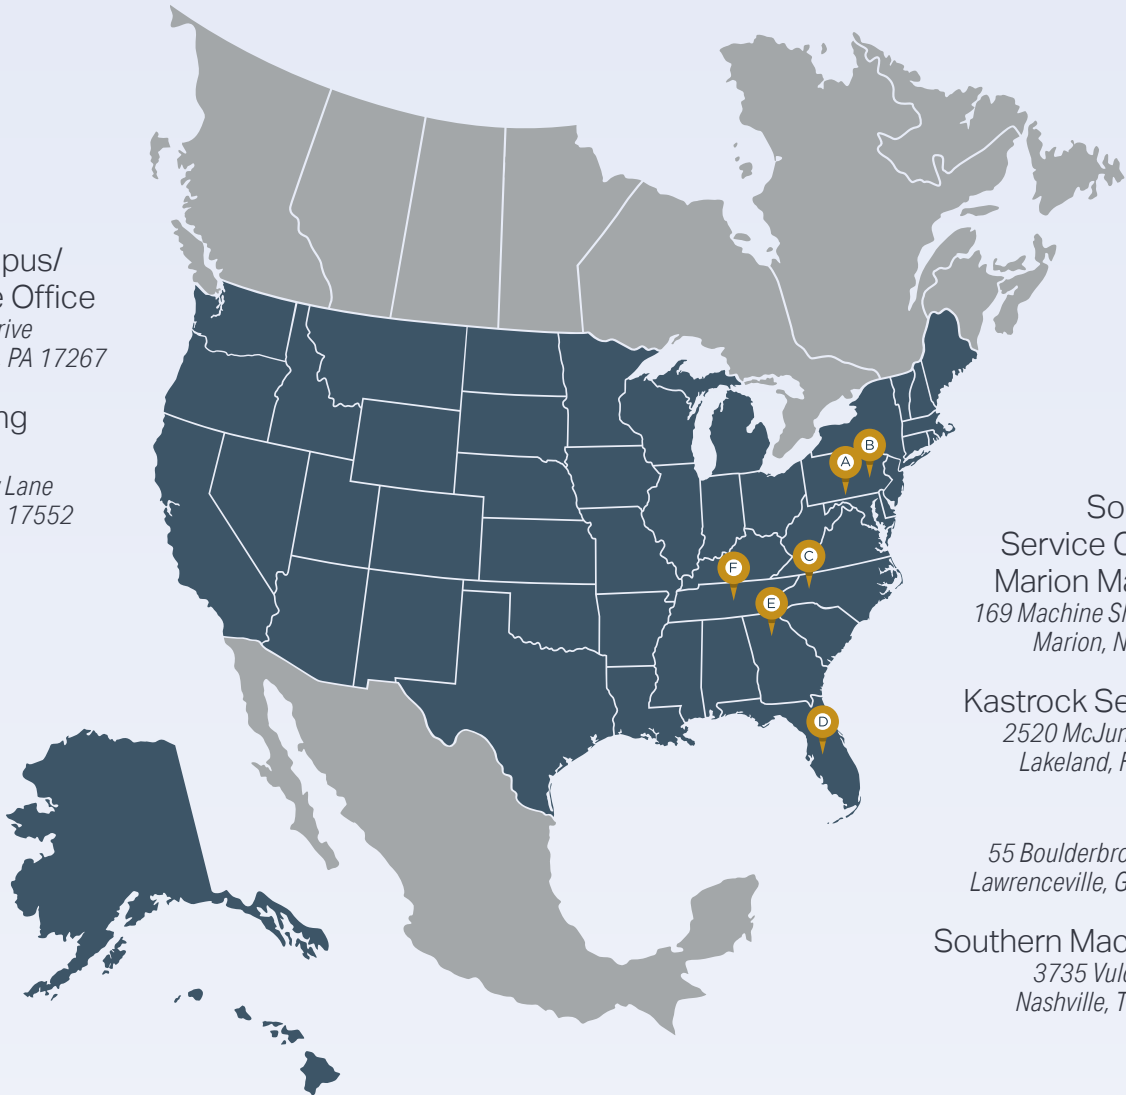 pus/
e Office
rive
, PA 17267
ng
Lane
17552
A
B
C
F
E
D
So
Service C
Marion Ma
169 Machine Sh
Marion, N
Kastrock Se
2520 McJun
Lakeland, F
55 Boulderbro
Lawrenceville, G
Southern Mac
3735 Vulc
Nashville, T